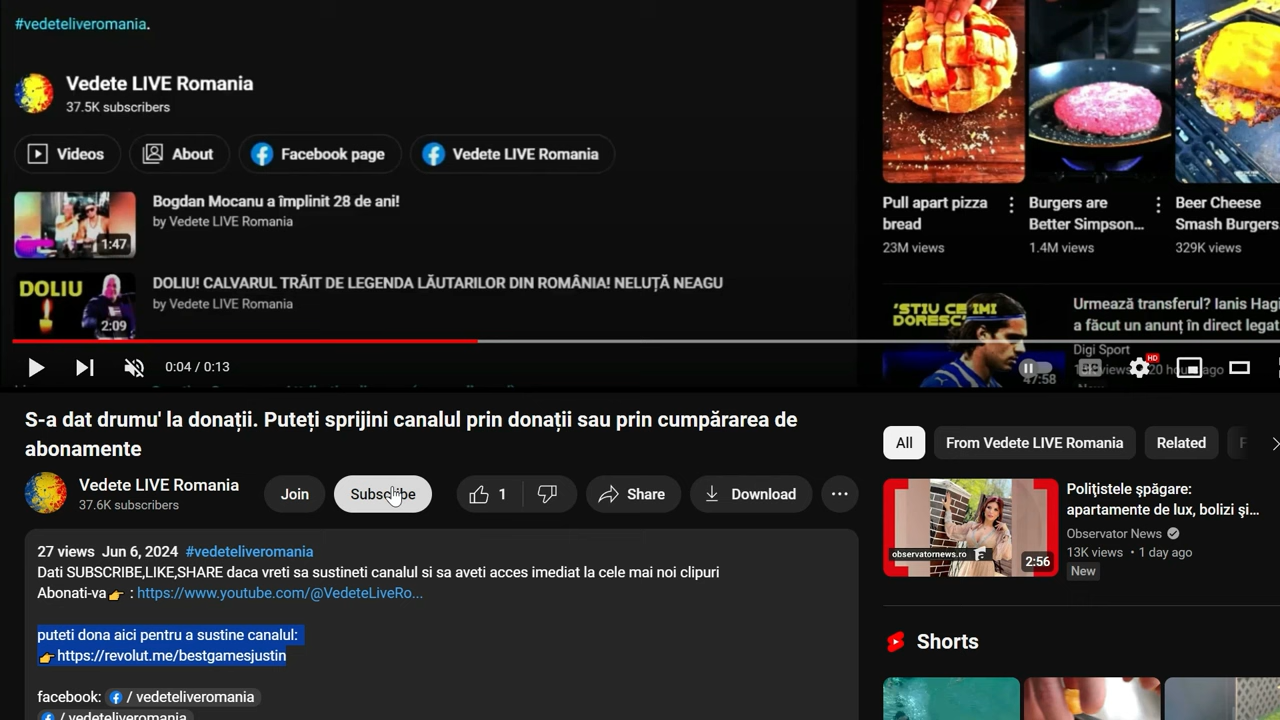 #vedeteliveromania.
Vedete LIVE Romania
37.5K subscribers
Videos
About
Facebook page
Vedete LIVE Romania
Bogdan Mocanu a împlinit 28 de ani!
by Vedete LIVE Romania
1:47
DOLIU! CALVARUL TRĂIT DE LEGENDA LĂUTARILOR DIN ROMÂNIA! NELUȚĂ NEAGU
by Vedete LIVE Romania
DOLIU
2:09
0:04 / 0:13
Pull apart pizza
bread
23M views
Burgers are
Better Simpson...
1.4M views
Beer Cheese
Smash Burgers
329K views
'STIU CE IMI
DORESC'
47:58
Urmează transferul? Ianis Hagi
a făcut un anunț în direct legat
Digi Sport
HD
S-a dat drumu' la donații. Puteți sprijini canalul prin donații sau prin cumpărarea de
abonamente
Vedete LIVE Romania
37.6K subscribers
Join
Subscribe
1
Share
Download
27 views Jun 6, 2024 #vedeteliveromania
Dati SUBSCRIBE,LIKE,SHARE daca vreti sa sustineti canalul si sa aveti acces imediat la cele mai noi clipuri
Abonati-va👉 : https://www.youtube.com/@VedeteLiveRo...
puteti dona aici pentru a sustine canalul:
👉https://revolut.me/bestgamesjustin
facebook: / vedeteliveromania
/ vedeteliveromania
All
From Vedete LIVE Romania
Related
observatornews.ro
2:56
Polițistele șpăgare:
apartamente de lux, bolizi și...
Observator News
13K views • 1 day ago
New
Shorts